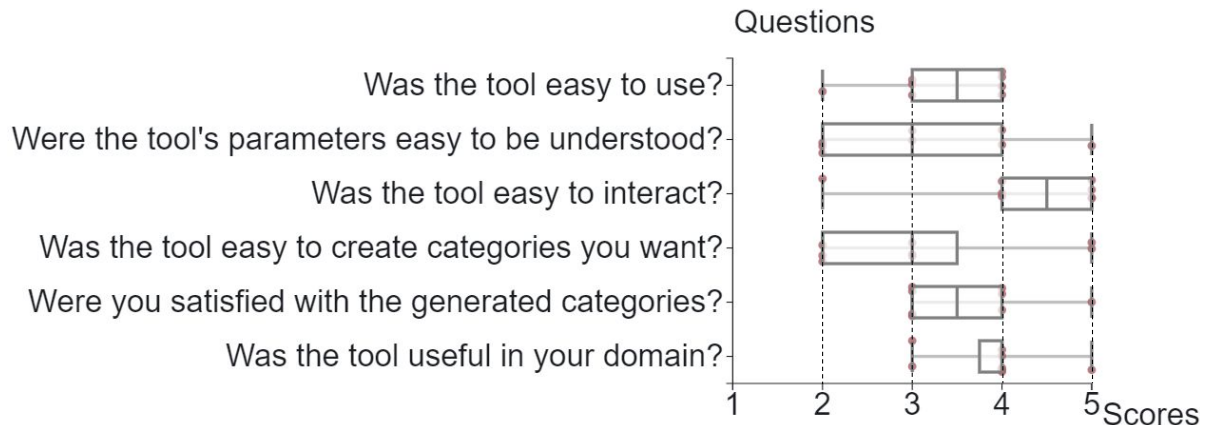 Questions
Was the tool easy to use?
Were the tool's parameters easy to be understood?
Was the tool easy to interact?
Was the tool easy to create categories you want?
Were you satisfied with the generated categories?
Was the tool useful in your domain?
1 2 3 4 5 Scores